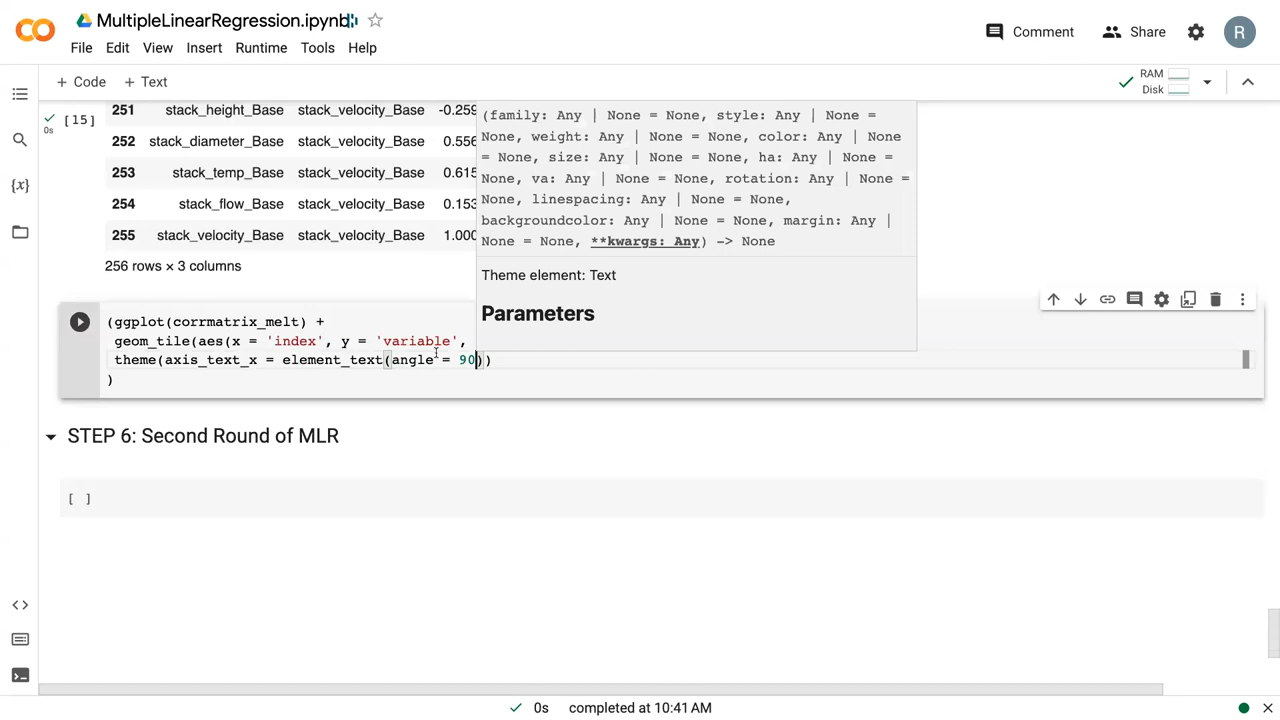 MultipleLinearRegression.ipynb
File Edit View Insert Runtime Tools Help
Comment
Share
R
+ Code + Text
RAM
Disk
[15]
0s
251 stack_height_Base stack_velocity_Base -0.259
252 stack_diameter_Base stack_velocity_Base 0.556
253 stack_temp_Base stack_velocity_Base 0.615
254 stack_flow_Base stack_velocity_Base 0.153
255 stack_velocity_Base stack_velocity_Base 1.000
256 rows × 3 columns
(family: Any | None = None, style: Any | None =
None, weight: Any | None = None, color: Any | None
= None, size: Any | None = None, ha: Any | None =
None, va: Any | None = None, rotation: Any | None =
None, linespacing: Any | None = None,
backgroundcolor: Any | None = None, margin: Any |
None = None, **kwargs: Any) -> None
Theme element: Text
Parameters
(ggplot(corrmatrix_melt) +
geom_tile(aes(x = 'index', y = 'variable',
theme(axis_text_x = element_text(angle = 90))
)
STEP 6: Second Round of MLR
[ ]
{x}
0s completed at 10:41 AM